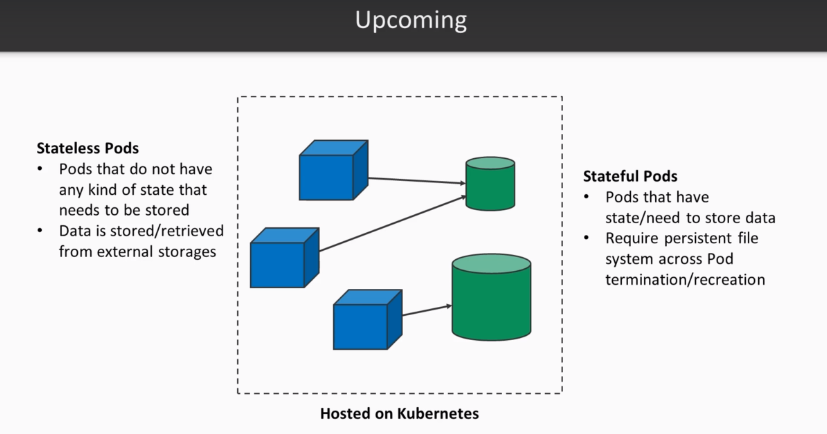 Upcoming
Stateless Pods
• Pods that do not have
any kind of state that
needs to be stored
• Data is stored/retrieved
from external storages
Stateful Pods
• Pods that have
state/need to store data
• Require persistent file
system across Pod
termination/recreation
Hosted on Kubernetes